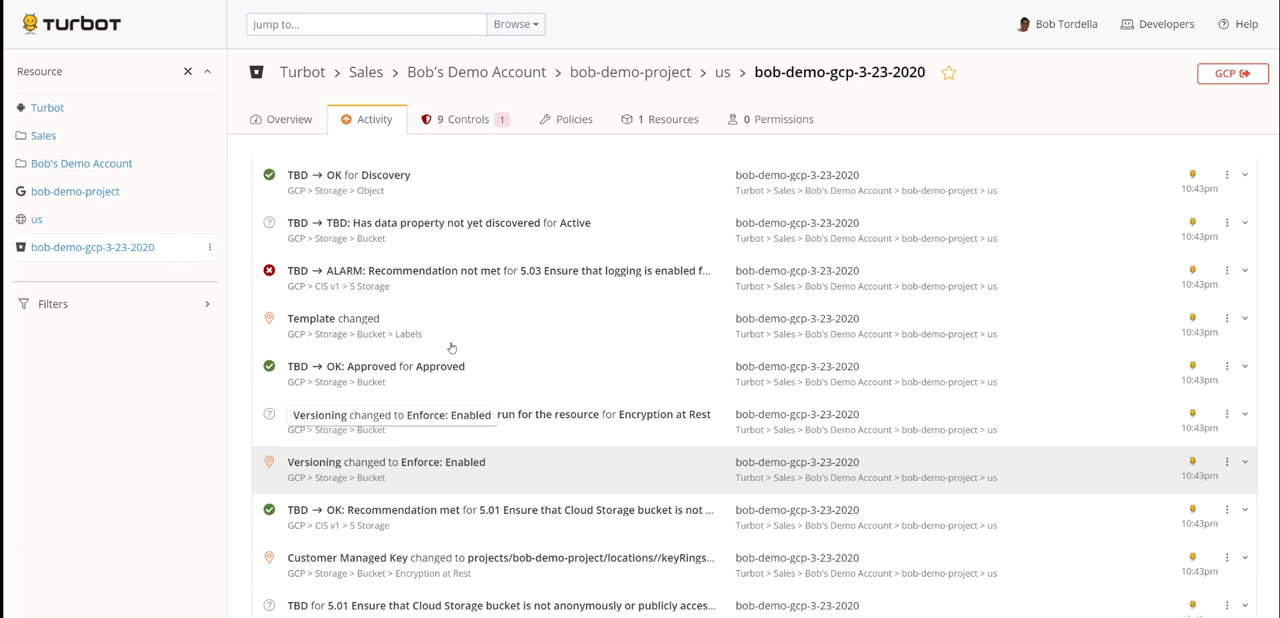 TURBOT
Jump to...
Browse
Bob Tordella
Developers
Help
Resource
Turbot
Sales
Bob's Demo Account
bob-demo-project
us
bob-demo-gcp-3-23-2020
Filters
Turbot > Sales > Bob's Demo Account > bob-demo-project > us > bob-demo-gcp-3-23-2020
GCP
Overview
Activity
9 Controls 1
Policies
1 Resources
0 Permissions
TBD → OK for Discovery
GCP > Storage > Object
bob-demo-gcp-3-23-2020
Turbot > Sales > Bob's Demo Account > bob-demo-project > us
10:43pm
TBD → TBD: Has data property not yet discovered for Active
GCP > Storage > Bucket
bob-demo-gcp-3-23-2020
Turbot > Sales > Bob's Demo Account > bob-demo-project > us
10:43pm
TBD → ALARM: Recommendation not met for 5.03 Ensure that logging is enabled f...
GCP > CIS v1 > 5 Storage
bob-demo-gcp-3-23-2020
Turbot > Sales > Bob's Demo Account > bob-demo-project > us
10:43pm
Template changed
GCP > Storage > Bucket > Labels
bob-demo-gcp-3-23-2020
Turbot > Sales > Bob's Demo Account > bob-demo-project > us
10:43pm
TBD → OK: Approved for Approved
GCP > Storage > Bucket
bob-demo-gcp-3-23-2020
Turbot > Sales > Bob's Demo Account > bob-demo-project > us
10:43pm
Versioning changed to Enforce: Enabled
run for the resource for Encryption at Rest
GCP > Storage > Bucket
bob-demo-gcp-3-23-2020
Turbot > Sales > Bob's Demo Account > bob-demo-project > us
10:43pm
Versioning changed to Enforce: Enabled
GCP > Storage > Bucket
bob-demo-gcp-3-23-2020
Turbot > Sales > Bob's Demo Account > bob-demo-project > us
10:43pm
TBD → OK: Recommendation met for 5.01 Ensure that Cloud Storage bucket is not ...
GCP > CIS v1 > 5 Storage
bob-demo-gcp-3-23-2020
Turbot > Sales > Bob's Demo Account > bob-demo-project > us
10:43pm
Customer Managed Key changed to projects/bob-demo-project/locations//keyRings...
GCP > Storage > Bucket > Encryption at Rest
bob-demo-gcp-3-23-2020
Turbot > Sales > Bob's Demo Account > bob-demo-project > us
10:43pm
TBD for 5.01 Ensure that Cloud Storage bucket is not anonymously or publicly acces...
bob-demo-gcp-3-23-2020